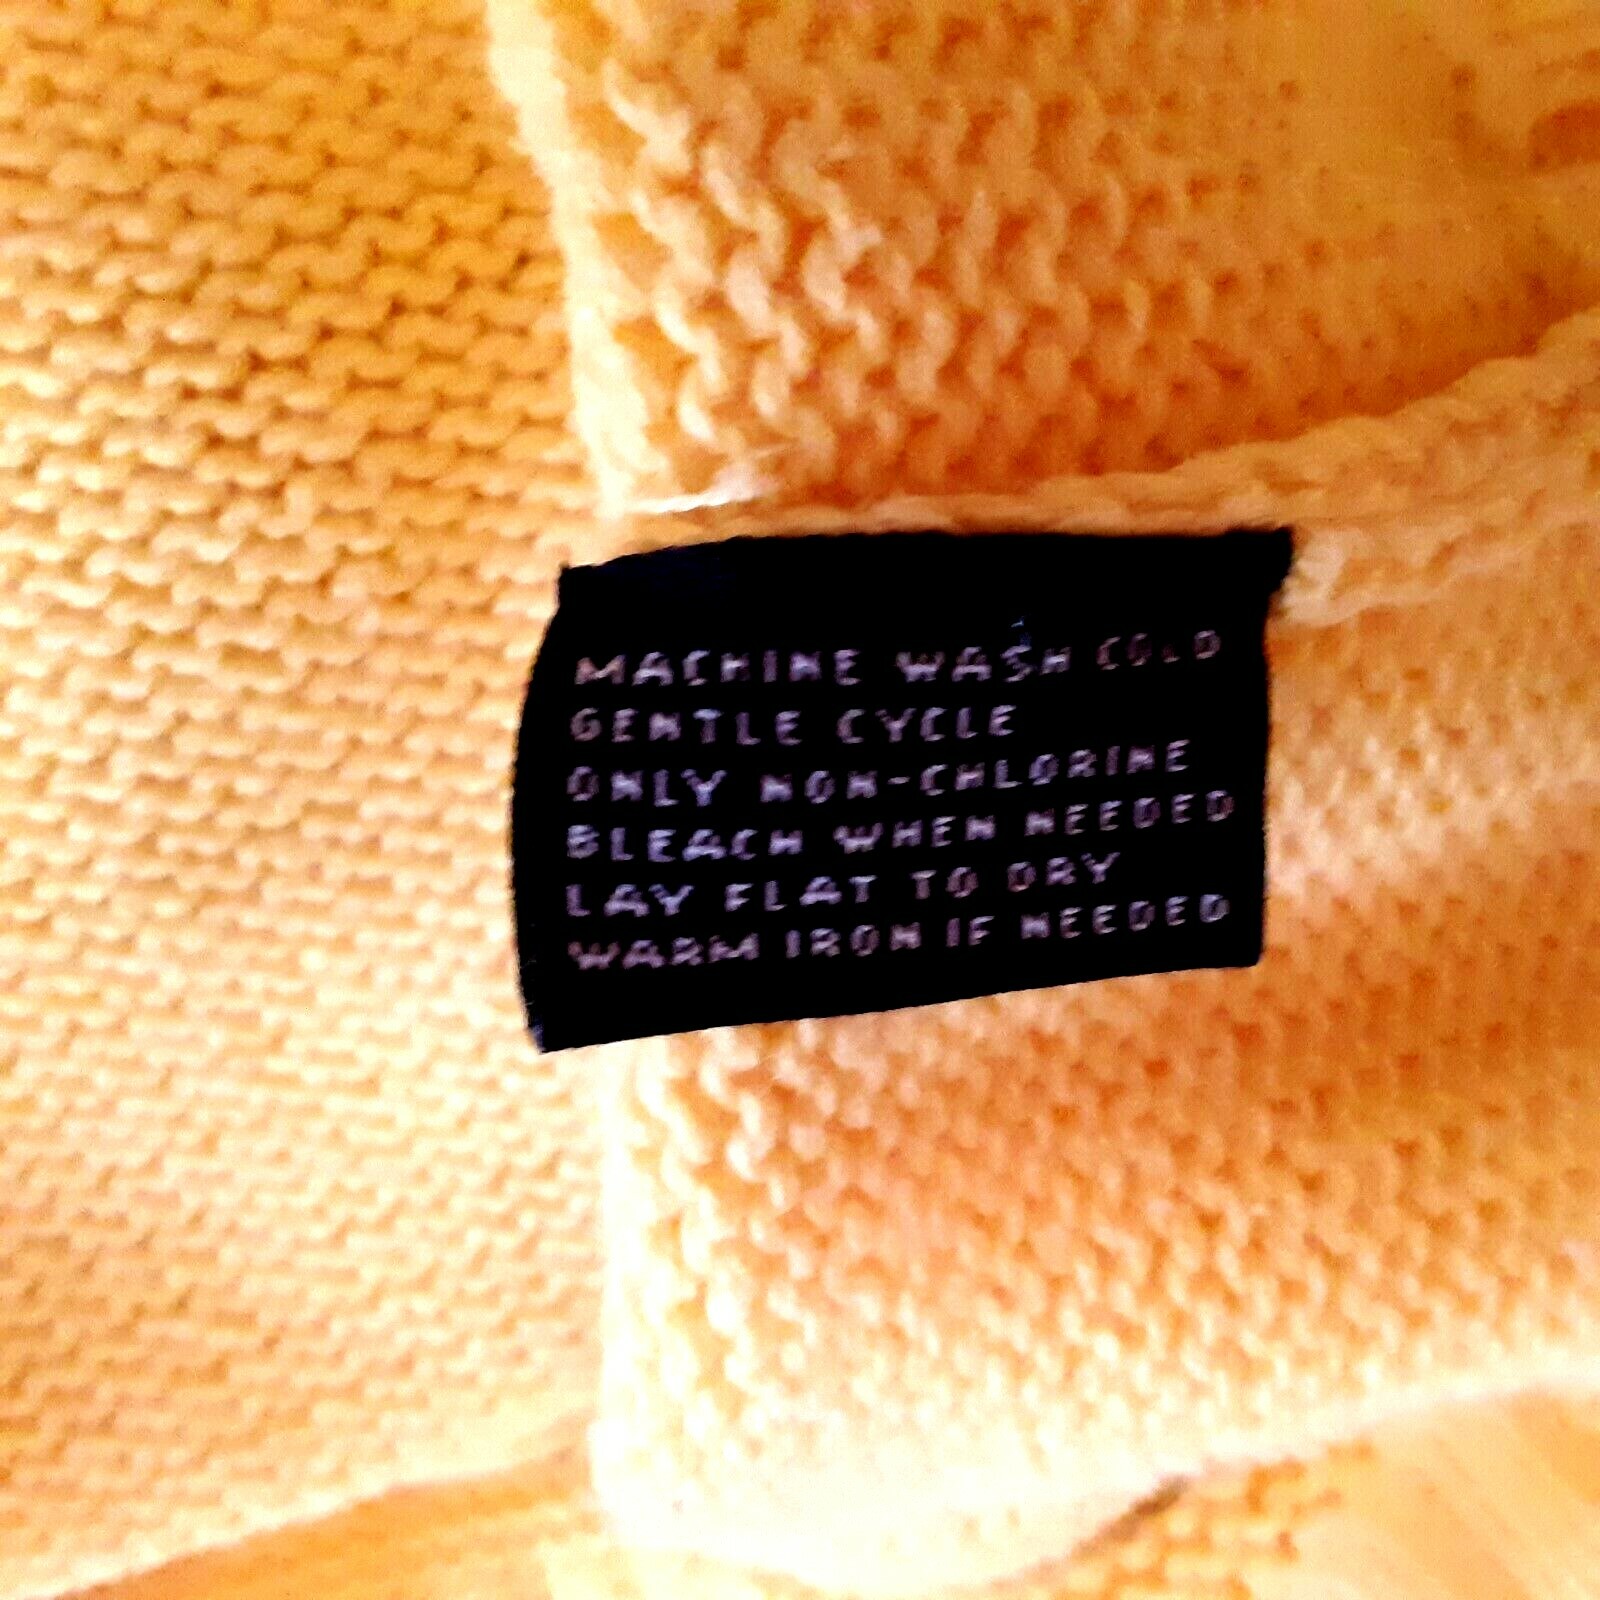 MACHINE WASH COLD
GENTLE CYCLE
ONLY NON-CHLORINE
BLEACH WHEN NEEDED
LAY FLAT TO DRY
WARM IRON IF NEEDED